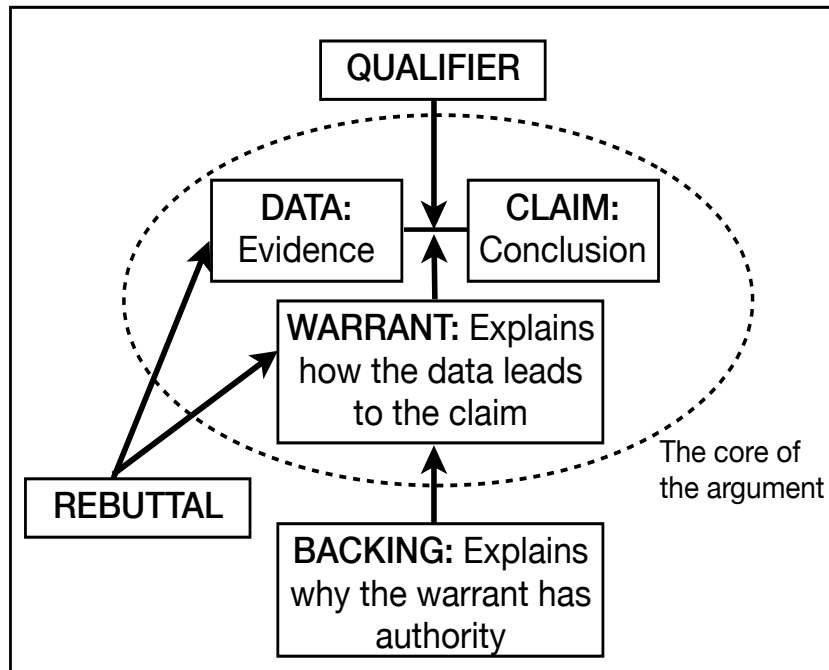 QUALIFIER
DATA:
Evidence
CLAIM:
Conclusion
WARRANT: Explains
how the data leads
to the claim
The core of
the argument
REBUTTAL
BACKING: Explains
why the warrant has
authority